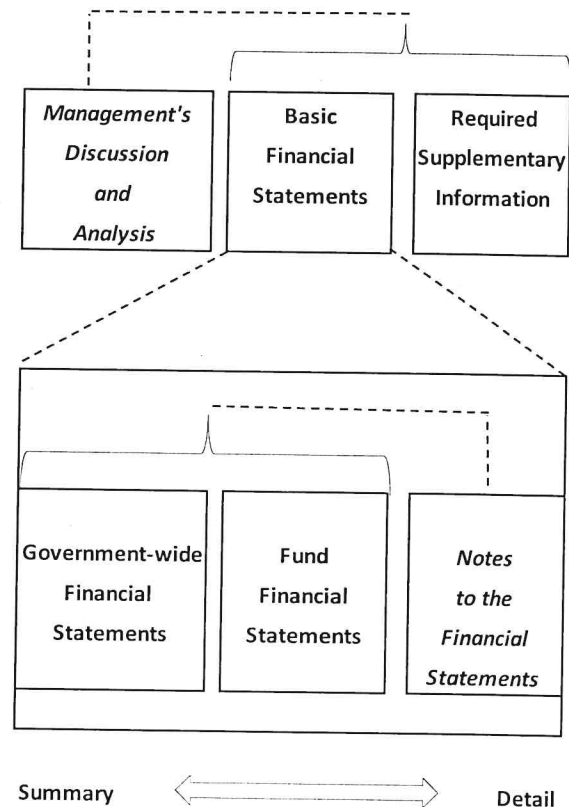 Management's
Discussion
and
Analysis
Basic
Financial
Statements
Required
Supplementary
Information
Government-wide
Financial
Statements
Fund
Financial
Statements
Notes
to the
Financial
Statements
Summary
Detail